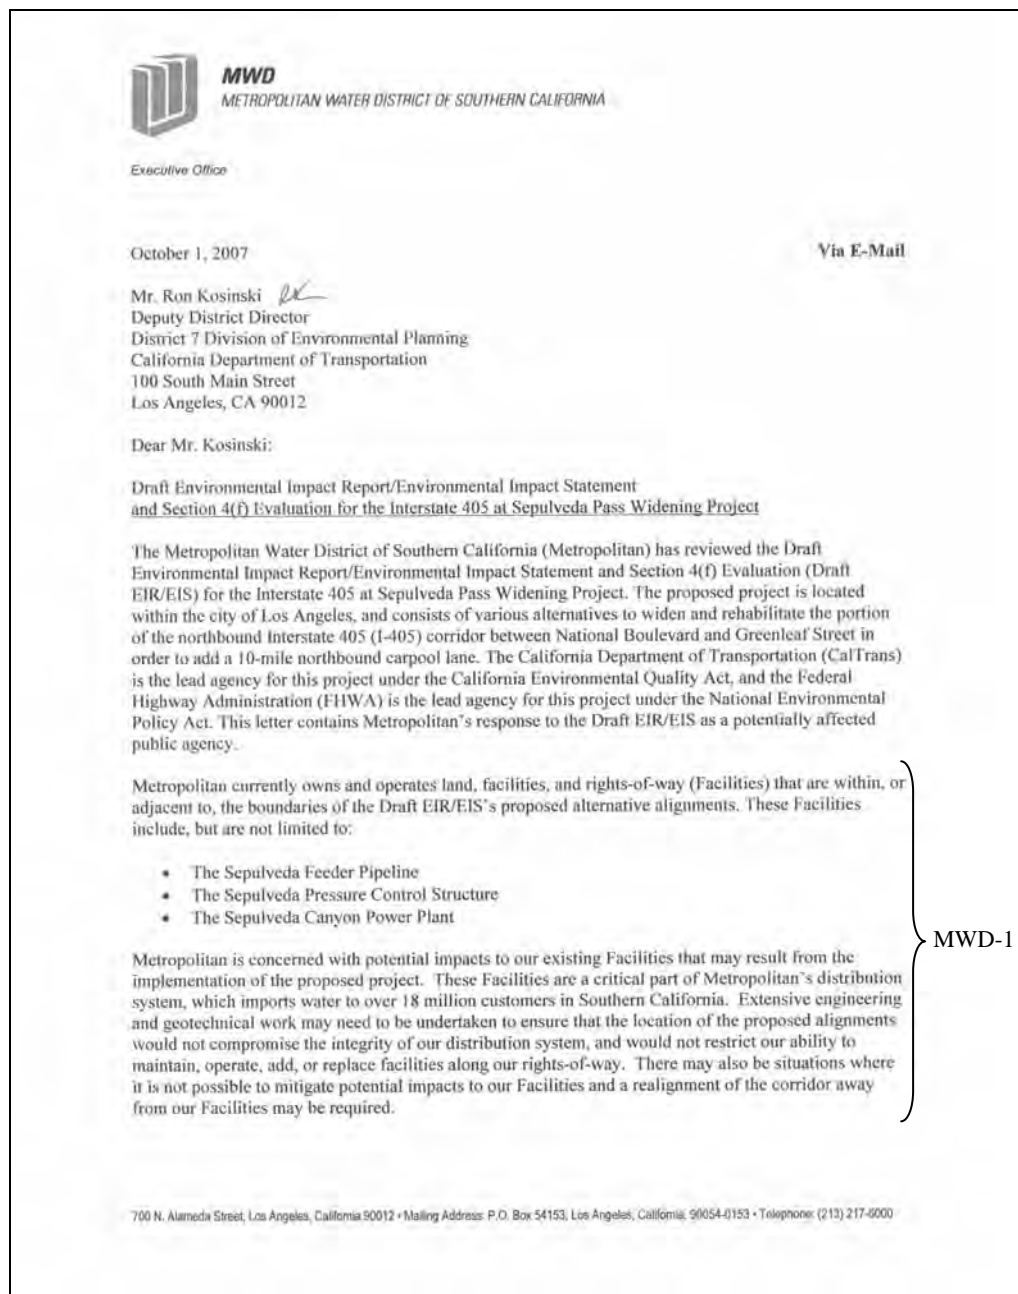 MWD
METROPOLITAN WATER DISTRICT OF SOUTHERN CALIFORNIA
Executive Office
October 1, 2007
Via E-Mail
Mr. Ron Kosinski
Deputy District Director
District 7 Division of Environmental Planning
California Department of Transportation
100 South Main Street
Los Angeles, CA 90012
Dear Mr. Kosinski:
Draft Environmental Impact Report/Environmental Impact Statement
and Section 4(f) Evaluation for the Interstate 405 at Sepulveda Pass Widening Project
The Metropolitan Water District of Southern California (Metropolitan) has reviewed the Draft
Environmental Impact Report/Environmental Impact Statement and Section 4(f) Evaluation (Draft
EIR/EIS) for the Interstate 405 at Sepulveda Pass Widening Project. The proposed project is located
within the city of Los Angeles, and consists of various alternatives to widen and rehabilitate the portion
of the northbound Interstate 405 (I-405) corridor between National Boulevard and Greenleaf Street in
order to add a 10-mile northbound carpool lane. The California Department of Transportation (CalTrans)
is the lead agency for this project under the California Environmental Quality Act, and the Federal
Highway Administration (FHWA) is the lead agency for this project under the National Environmental
Policy Act. This letter contains Metropolitan's response to the Draft EIR/EIS as a potentially affected
public agency.
Metropolitan currently owns and operates land, facilities, and rights-of-way (Facilities) that are within, or
adjacent to, the boundaries of the Draft EIR/EIS's proposed alternative alignments. These Facilities
include, but are not limited to:
• The Sepulveda Feeder Pipeline
• The Sepulveda Pressure Control Structure
• The Sepulveda Canyon Power Plant
MWD-1
Metropolitan is concerned with potential impacts to our existing Facilities that may result from the
implementation of the proposed project. These Facilities are a critical part of Metropolitan's distribution
system, which imports water to over 18 million customers in Southern California. Extensive engineering
and geotechnical work may need to be undertaken to ensure that the location of the proposed alignments
would not compromise the integrity of our distribution system, and would not restrict our ability to
maintain, operate, add, or replace facilities along our rights-of-way. There may also be situations where
it is not possible to mitigate potential impacts to our Facilities and a realignment of the corridor away
from our Facilities may be required.
700 N. Alameda Street, Los Angeles, California 90012 • Mailing Address: P.O. Box 54153, Los Angeles, California, 90054-0153 • Telephone: (213) 217-6000